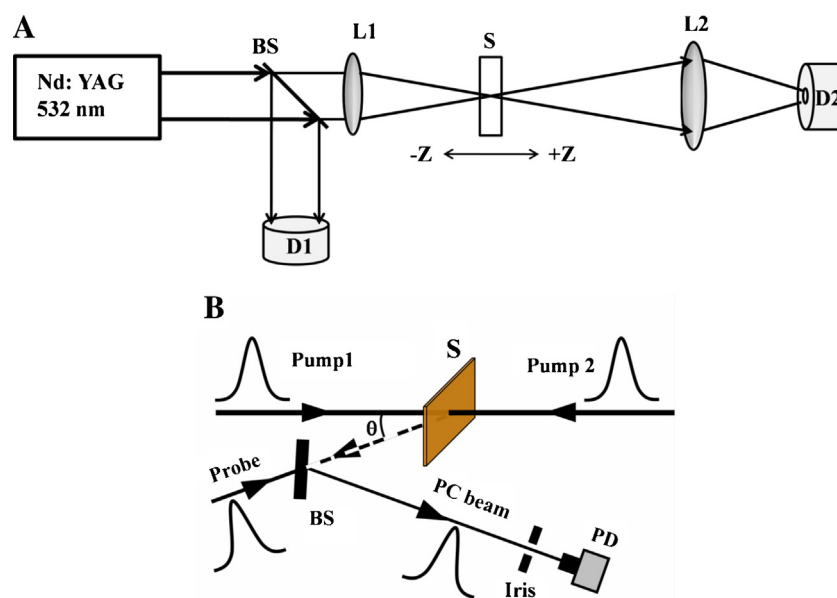 A
BS
L1
S
L2
Nd: YAG
532 nm
D2
-Z
+Z
D1
B
Pump1
S
Pump 2
θ
Probe
BS
PC beam
PD
Iris